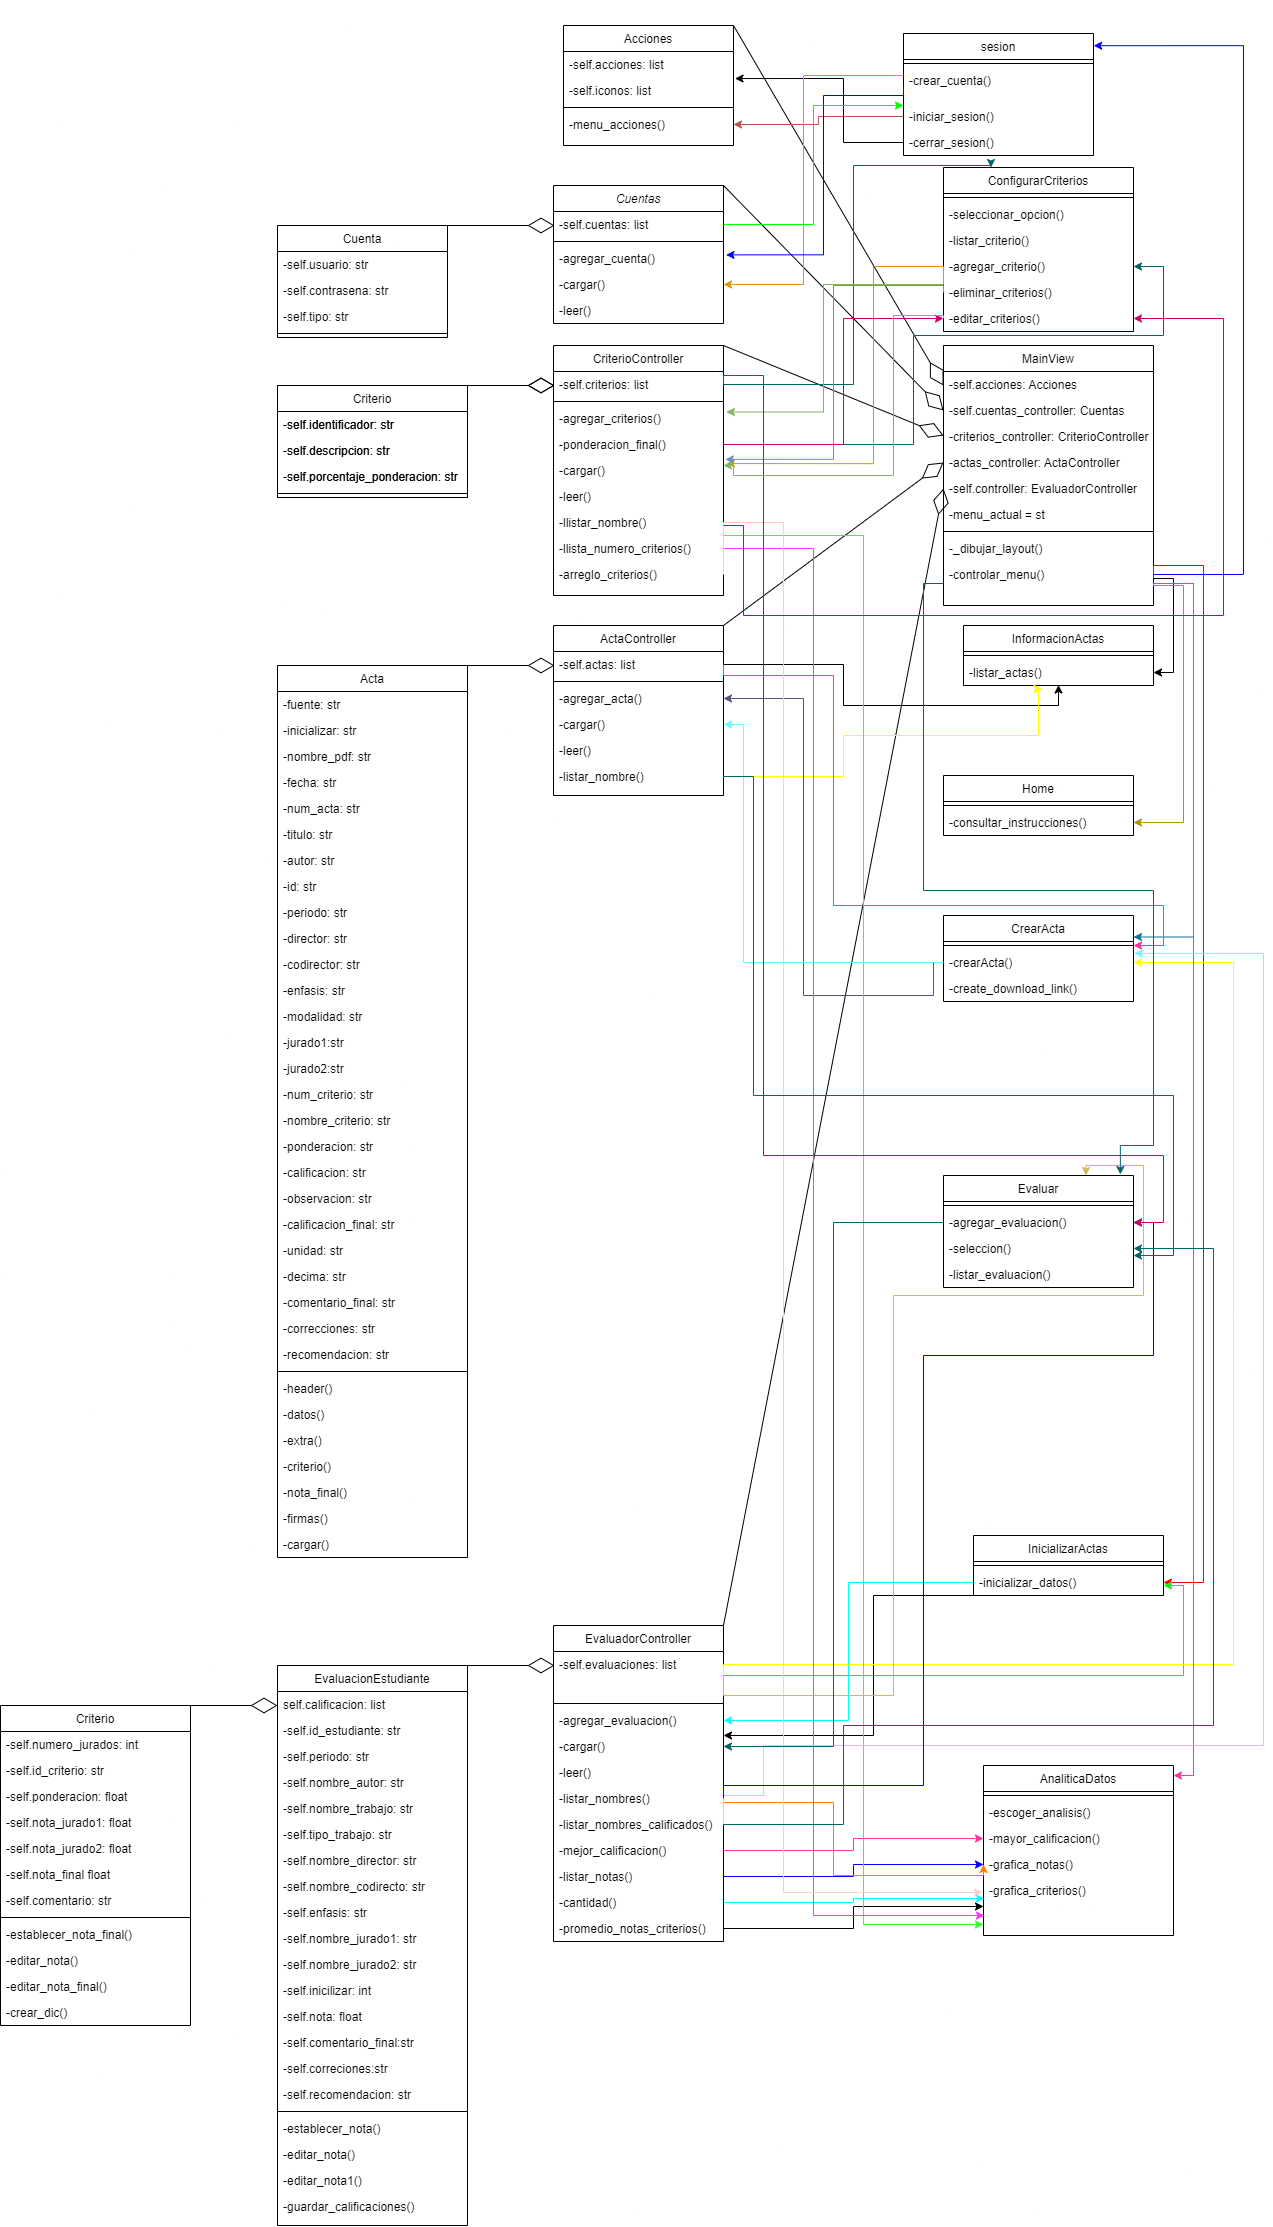 Acciones
-self.acciones: list
-self.iconos: list
-menu_acciones()
sesion
-crear_cuenta()
-iniciar_sesion()
-cerrar_sesion()
Cuentas
-self.cuentas: list
-agregar_cuenta()
-cargar()
-leer()
ConfigurarCriterios
-seleccionar_opcion()
-listar_criterio()
-agregar_criterio()
-eliminar_criterios()
-editar_criterios()
Cuenta
-self.usuario: str
-self.contrasena: str
-self.tipo: str
CriterioController
-self.criterios: list
-agregar_criterios()
-ponderacion_final()
-cargar()
-leer()
-llistar_nombre()
-llista_numero_criterios()
-arreglo_criterios()
MainView
-self.acciones: Acciones
-self.cuentas_controller: Cuentas
-criterios_controller: CriterioController
-actas_controller: ActaController
-self.controller: EvaluadorController
-menu_actual = st
-_dibujar_layout()
-controlar_menu()
Criterio
-self.identificador: str
-self.descripcion: str
-self.porcentaje_ponderacion: str
ActaController
-self.actas: list
-agregar_acta()
-cargar()
-leer()
-listar_nombre()
InformacionActas
-listar_actas()
Acta
-fuente: str
-inicializar: str
-nombre_pdf: str
-fecha: str
-num_acta: str
-titulo: str
-autor: str
-id: str
-periodo: str
-director: str
-codirector: str
-enfasis: str
-modalidad: str
-jurado1:str
-jurado2:str
-num_criterio: str
-nombre_criterio: str
-ponderacion: str
-calificacion: str
-observacion: str
-calificacion_final: str
-unidad: str
-decima: str
-comentario_final: str
-correcciones: str
-recomendacion: str
-header()
-datos()
-extra()
-criterio()
-nota_final()
-firmas()
-cargar()
Home
-consultar_instrucciones()
CrearActa
-crearActa()
-create_download_link()
Evaluar
-agregar_evaluacion()
-seleccion()
-listar_evaluacion()
InicializarActas
-inicializar_datos()
EvaluadorController
-self.evaluaciones: list
-agregar_evaluacion()
-cargar()
-leer()
-listar_nombres()
-listar_nombres_calificados()
-mejor_calificacion()
-listar_notas()
-cantidad()
-promedio_notas_criterios()
EvaluacionEstudiante
self.calificacion: list
-self.id_estudiante: str
-self.periodo: str
-self.nombre_autor: str
-self.nombre_trabajo: str
-self.tipo_trabajo: str
-self.nombre_director: str
-self.nombre_codirecto: str
-self.enfasis: str
-self.nombre_jurado1: str
-self.nombre_jurado2: str
-self.inicilizar: int
-self.nota: float
-self.comentario_final:str
-self.correciones:str
-self.recomendacion: str
-establecer_nota()
-editar_nota()
-editar_nota1()
-guardar_calificaciones()
Criterio
-self.numero_jurados: int
-self.id_criterio: str
-self.ponderacion: float
-self.nota_jurado1: float
-self.nota_jurado2: float
-self.nota_final float
-self.comentario: str
-establecer_nota_final()
-editar_nota()
-editar_nota_final()
-crear_dic()
AnaliticaDatos
-escoger_analisis()
-mayor_calificacion()
-grafica_notas()
-grafica_criterios()